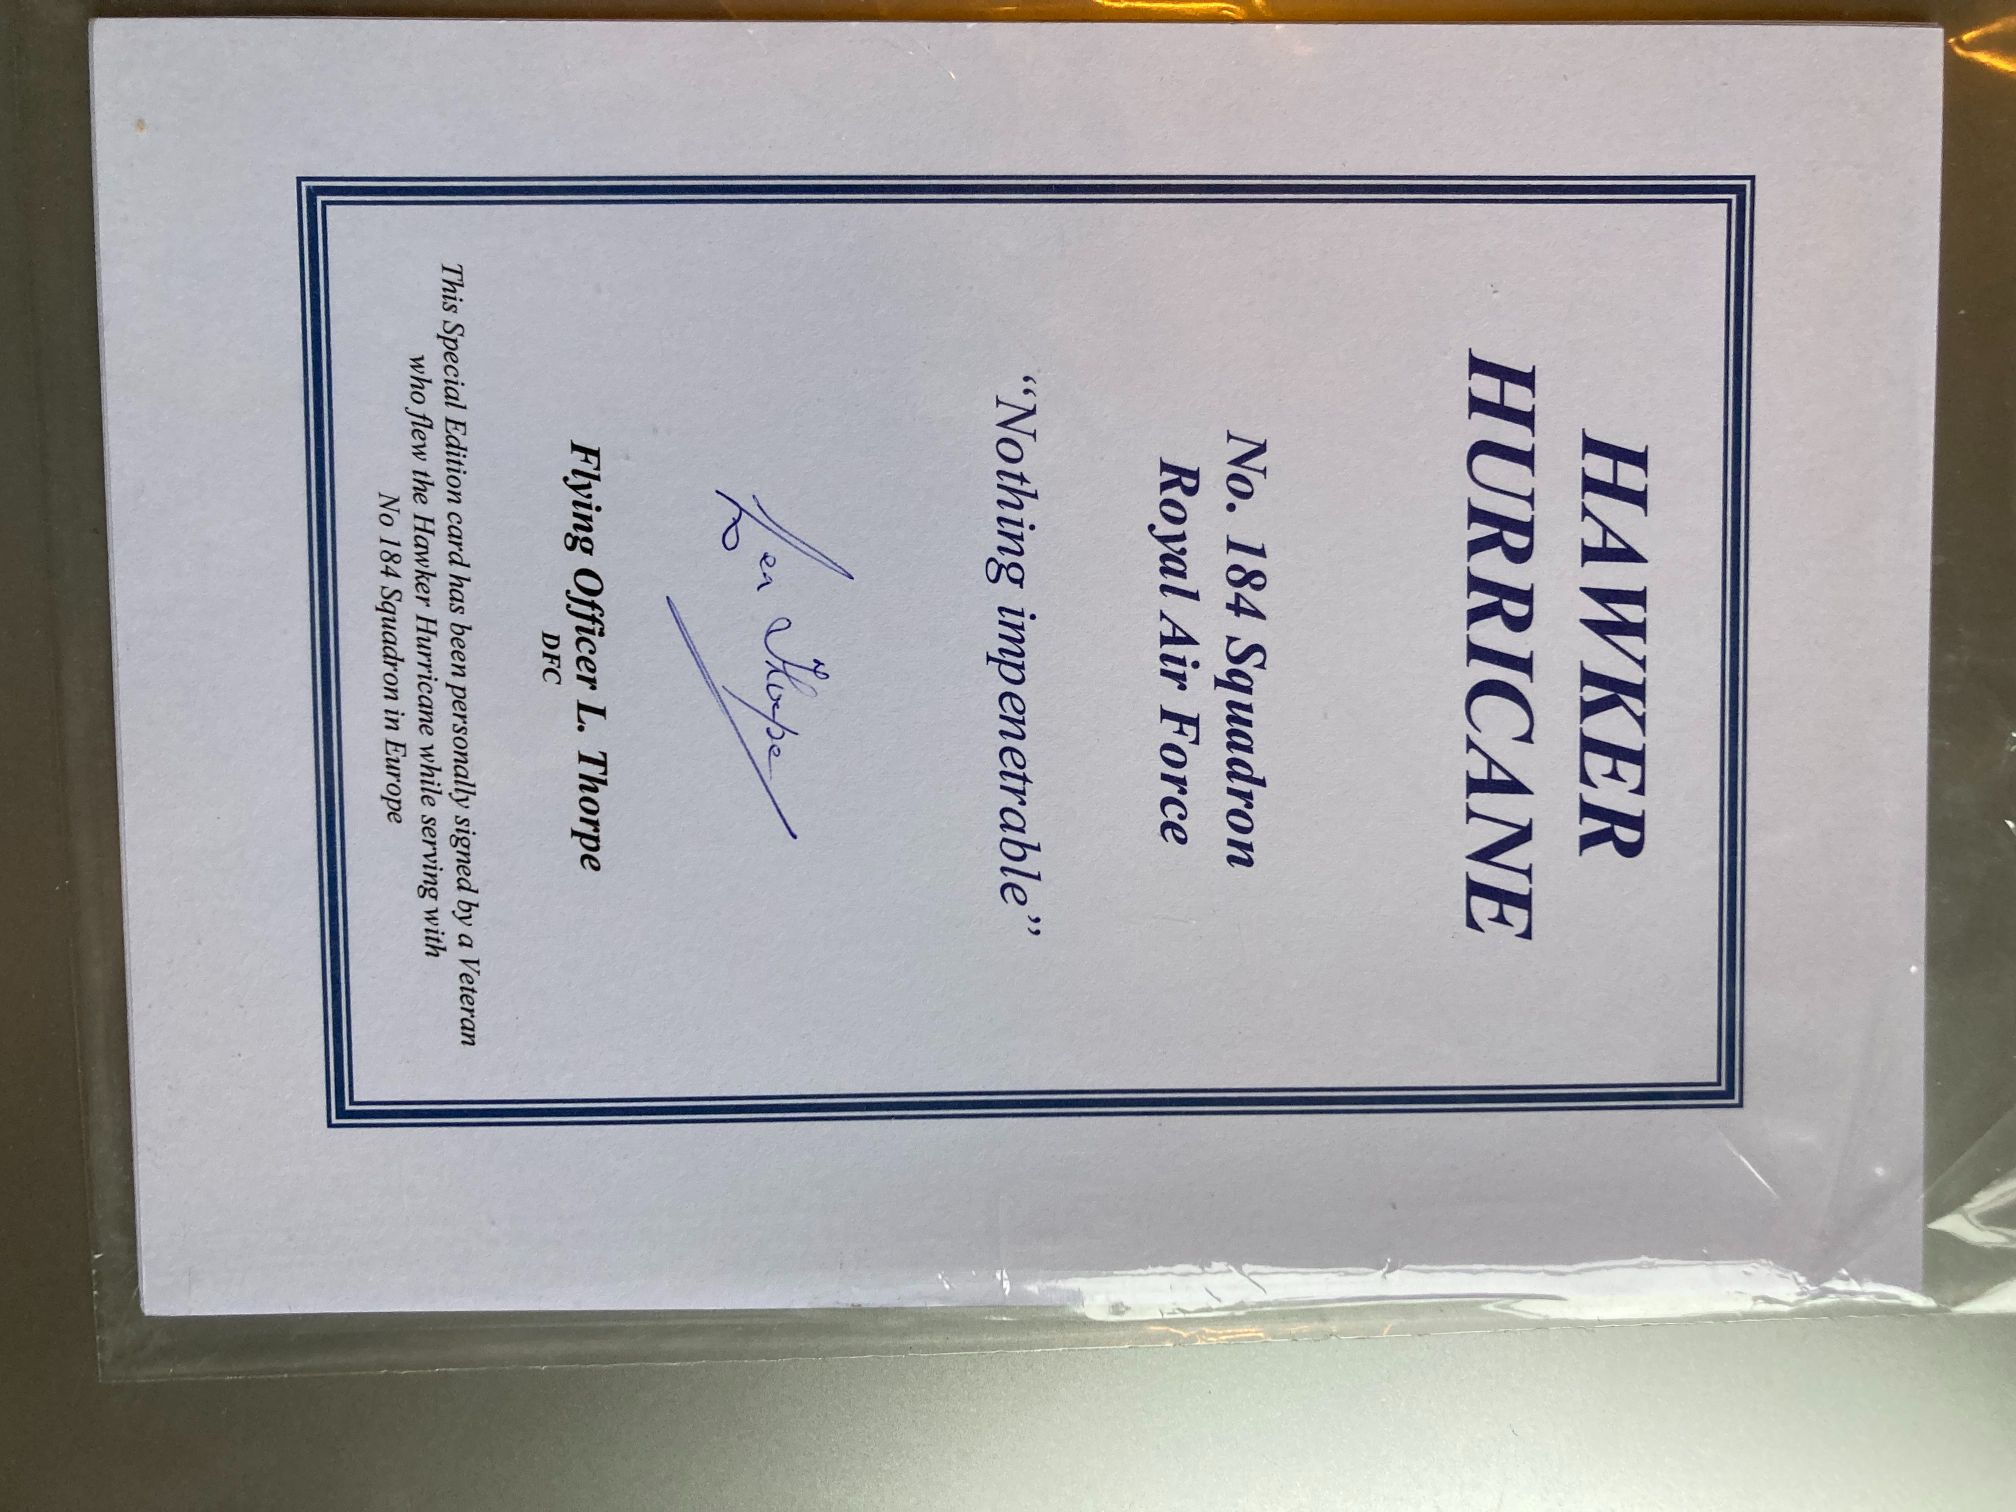 HAWKER
HURRICANE
No. 184 Squadron
Royal Air Force
“Nothing impenetrable”
Len Thorpe
Flying Officer L. Thorpe
DFC
This Special Edition card has been personally signed by a Veteran
who flew the Hawker Hurricane while serving with
No 184 Squadron in Europe